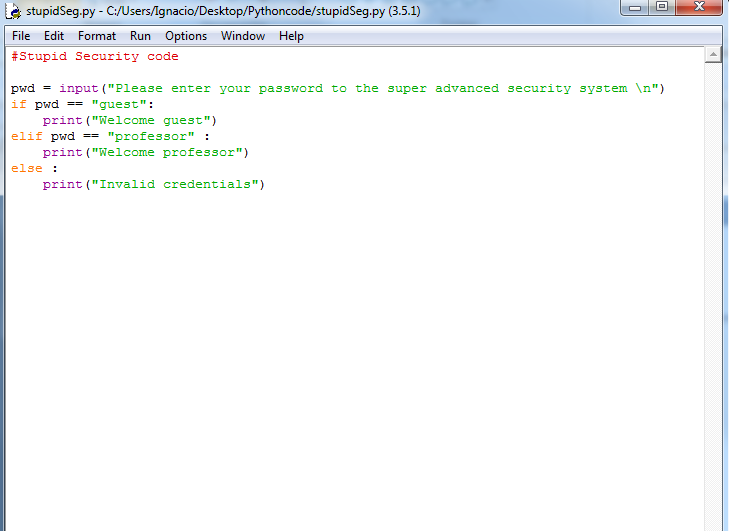 stupidSeg.py - C:/Users/Ignacio/Desktop/Pythoncode/stupidSeg.py (3.5.1)
File Edit Format Run Options Window Help
#Stupid Security code
pwd = input("Please enter your password to the super advanced security system \n")
if pwd == "guest":
    print("Welcome guest")
elif pwd == "professor" :
    print("Welcome professor")
else :
    print("Invalid credentials")